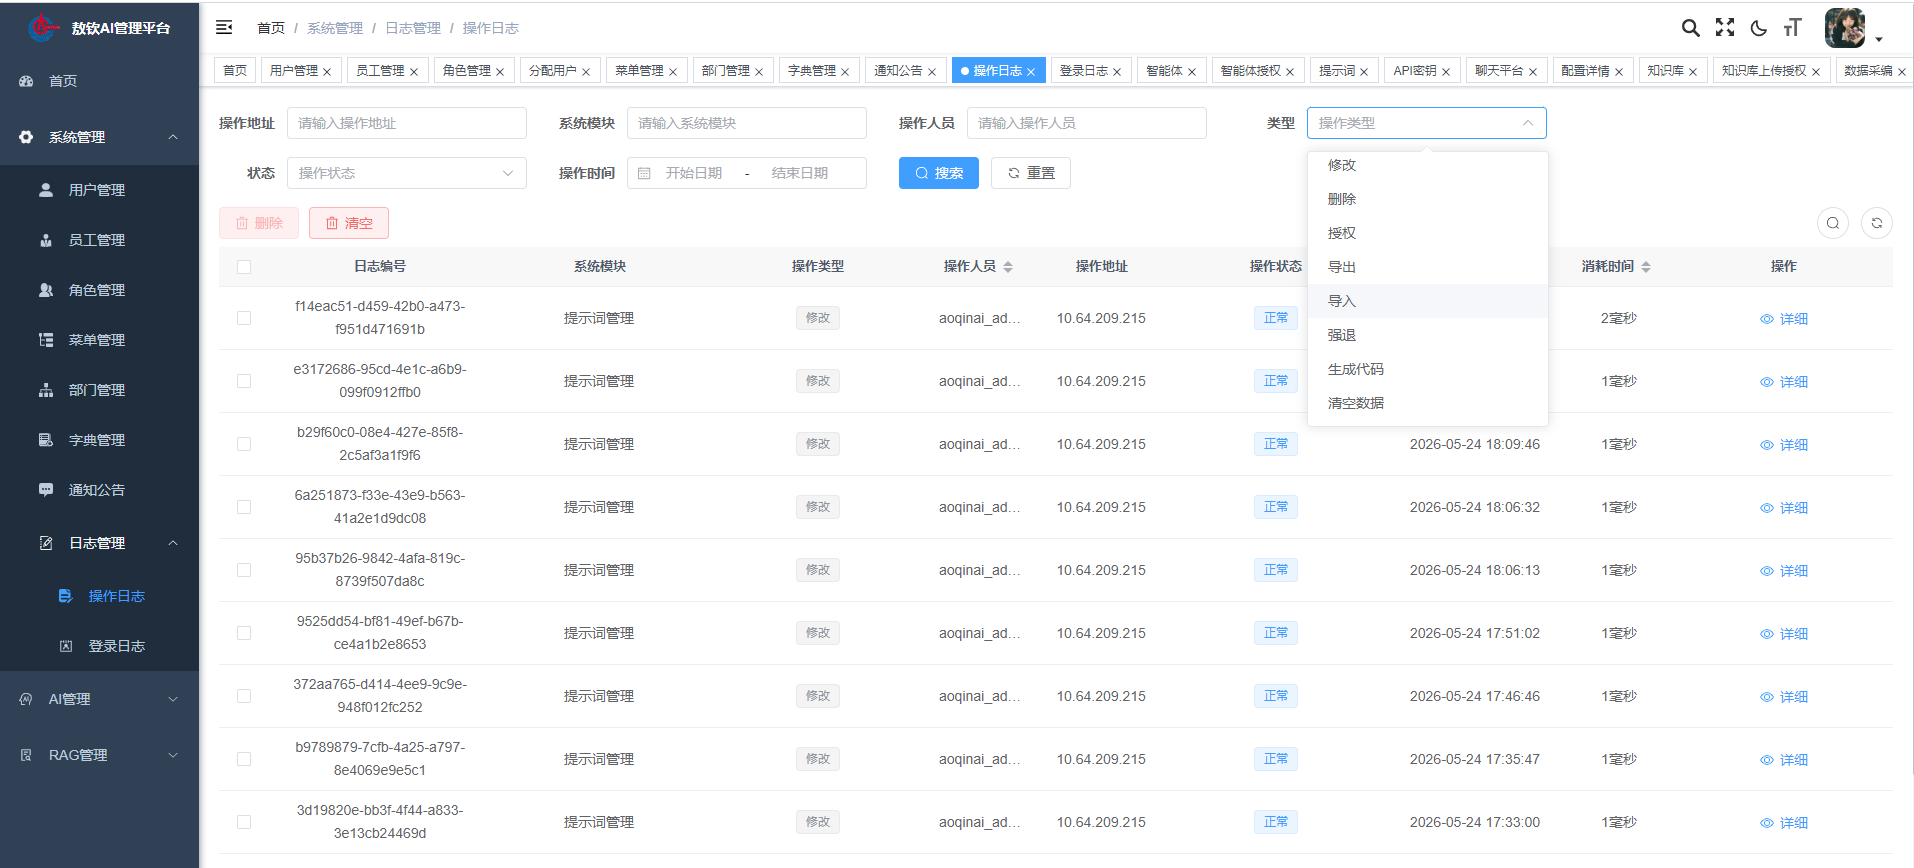 敖钦AI管理平台
首页 / 系统管理 / 日志管理 / 操作日志
首页 用户管理 员工管理 角色管理 分配用户 菜单管理 部门管理 字典管理 通知公告 操作日志 登录日志 智能体 智能体授权 提示词 API密钥 聊天平台 配置详情 知识库 知识库上传授权 数据采编
首页
系统管理
用户管理
员工管理
角色管理
菜单管理
部门管理
字典管理
通知公告
日志管理
操作日志
登录日志
AI管理
RAG管理
操作地址 请输入操作地址 系统模块 请输入系统模块 操作人员 请输入操作人员 类型 操作类型
状态 操作状态 操作时间 开始日期 - 结束日期 搜索 重置
修改
删除
授权
导出
导入
强退
生成代码
清空数据
删除 清空
日志编号 系统模块 操作类型 操作人员 操作地址 操作状态 消耗时间 操作
f14eac51-d459-42b0-a473-
f951d471691b
提示词管理 修改 aoqinai_ad... 10.64.209.215 正常 2毫秒 详细
e3172686-95cd-4e1c-a6b9-
099f0912ffb0
提示词管理 修改 aoqinai_ad... 10.64.209.215 正常 1毫秒 详细
b29f60c0-08e4-427e-85f8-
2c5af3a1f9f6
提示词管理 修改 aoqinai_ad... 10.64.209.215 正常 2026-05-24 18:09:46 1毫秒 详细
6a251873-f33e-43e9-b563-
41a2e1d9dc08
提示词管理 修改 aoqinai_ad... 10.64.209.215 正常 2026-05-24 18:06:32 1毫秒 详细
95b37b26-9842-4afa-819c-
8739f507da8c
提示词管理 修改 aoqinai_ad... 10.64.209.215 正常 2026-05-24 18:06:13 1毫秒 详细
9525dd54-bf81-49ef-b67b-
ce4a1b2e8653
提示词管理 修改 aoqinai_ad... 10.64.209.215 正常 2026-05-24 17:51:02 1毫秒 详细
372aa765-d414-4ee9-9c9e-
948f012fc252
提示词管理 修改 aoqinai_ad... 10.64.209.215 正常 2026-05-24 17:46:46 1毫秒 详细
b9789879-7cfb-4a25-a797-
8e4069e9e5c1
提示词管理 修改 aoqinai_ad... 10.64.209.215 正常 2026-05-24 17:35:47 1毫秒 详细
3d19820e-bb3f-4f44-a833-
3e13cb24469d
提示词管理 修改 aoqinai_ad... 10.64.209.215 正常 2026-05-24 17:33:00 1毫秒 详细